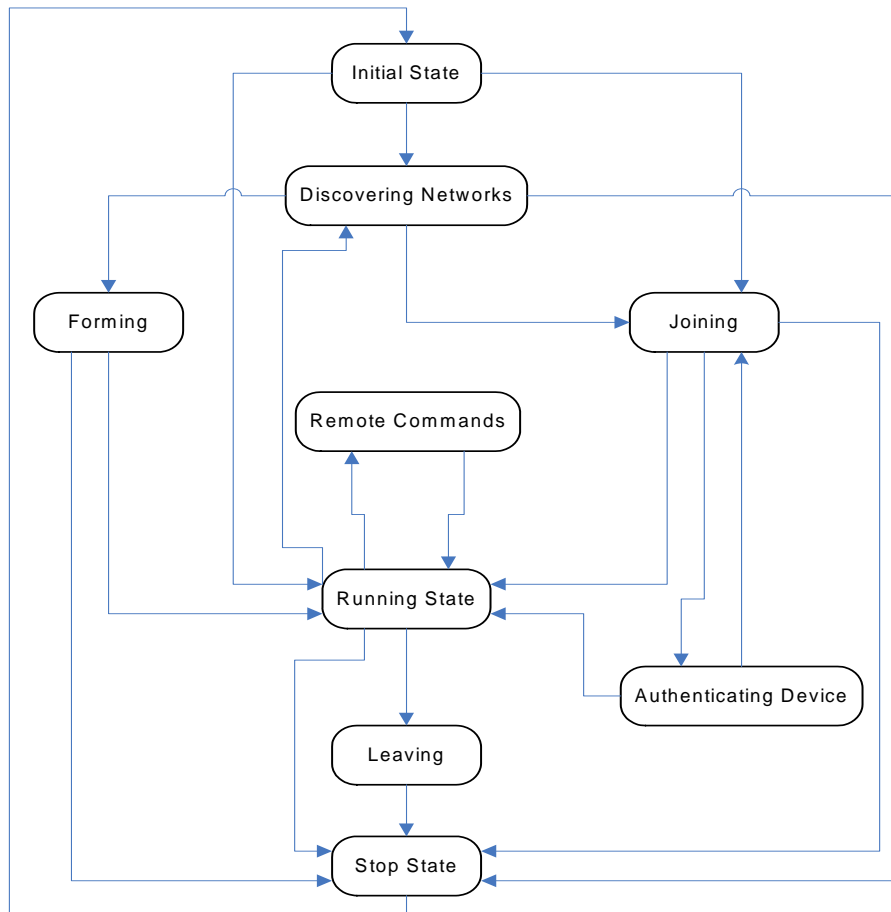 Initial State
Discovering Networks
Forming
Joining
Remote Commands
Running State
Authenticating Device
Leaving
Stop State